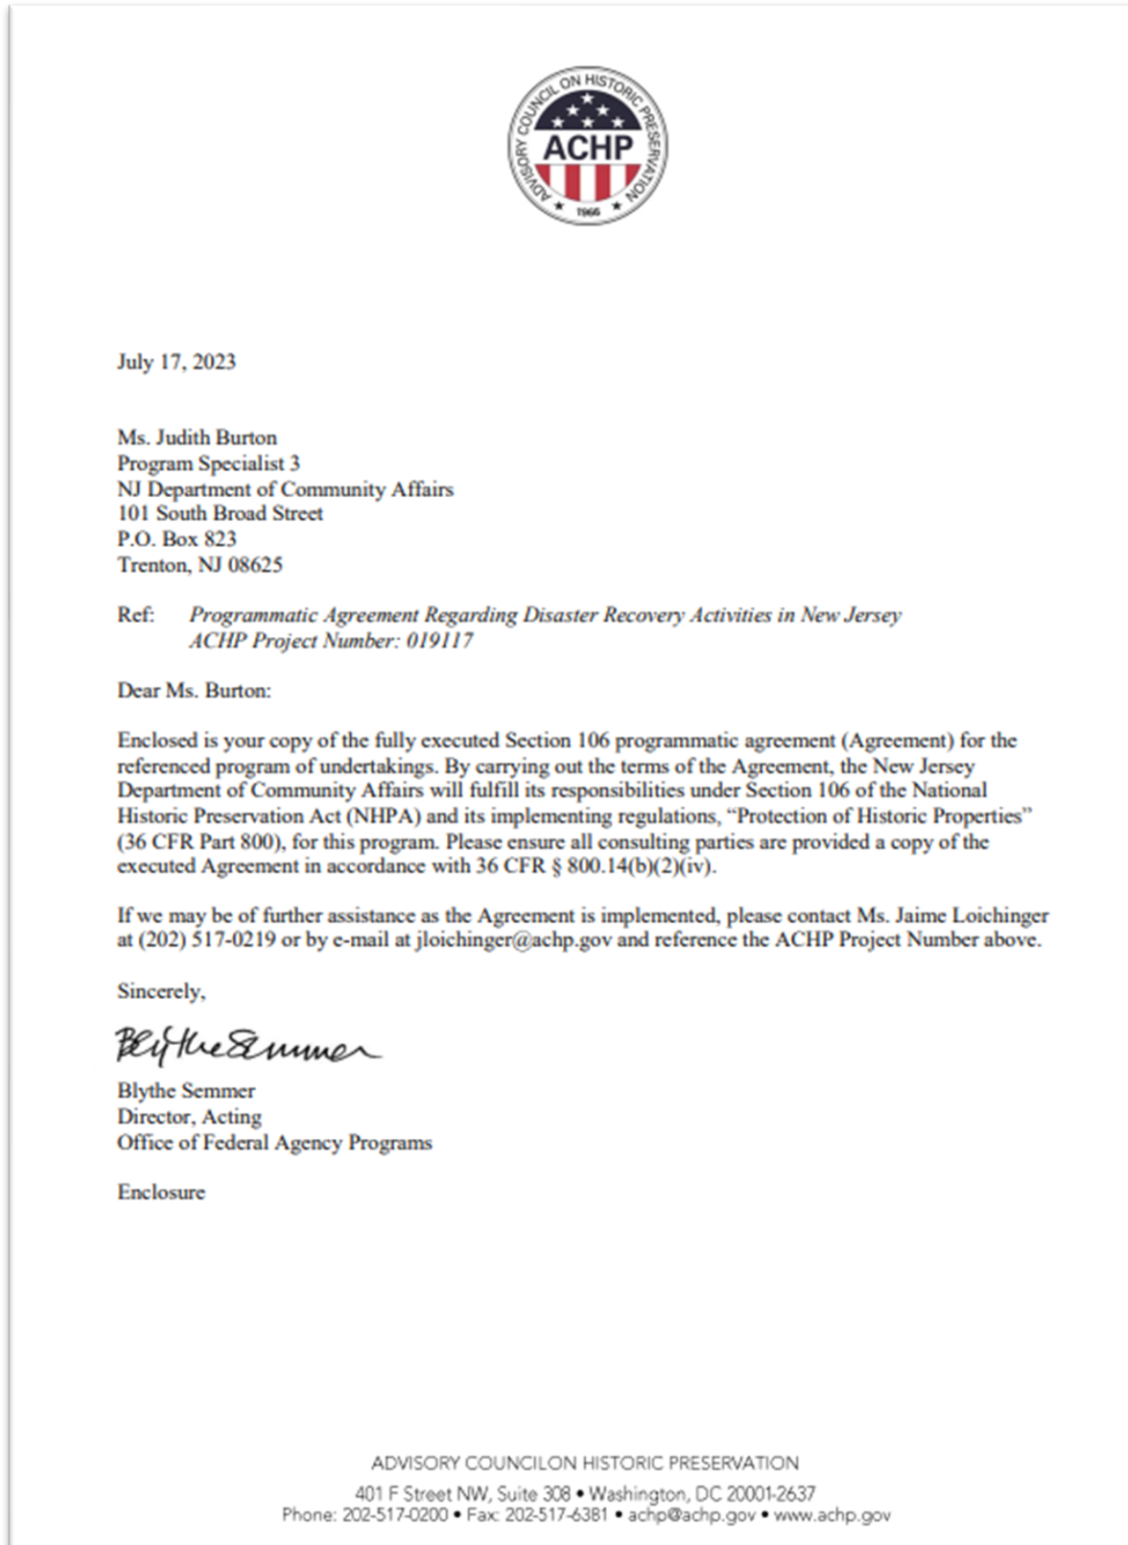 ADVISORY COUNCIL ON HISTORIC PRESERVATION
ACHP
1966
July 17, 2023
Ms. Judith Burton
Program Specialist 3
NJ Department of Community Affairs
101 South Broad Street
P.O. Box 823
Trenton, NJ 08625
Ref: Programmatic Agreement Regarding Disaster Recovery Activities in New Jersey
ACHP Project Number: 019117
Dear Ms. Burton:
Enclosed is your copy of the fully executed Section 106 programmatic agreement (Agreement) for the
referenced program of undertakings. By carrying out the terms of the Agreement, the New Jersey
Department of Community Affairs will fulfill its responsibilities under Section 106 of the National
Historic Preservation Act (NHPA) and its implementing regulations, “Protection of Historic Properties”
(36 CFR Part 800), for this program. Please ensure all consulting parties are provided a copy of the
executed Agreement in accordance with 36 CFR § 800.14(b)(2)(iv).
If we may be of further assistance as the Agreement is implemented, please contact Ms. Jaime Loichinger
at (202) 517-0219 or by e-mail at jloichinger@achp.gov and reference the ACHP Project Number above.
Sincerely,
Blythe Semmer
Blythe Semmer
Director, Acting
Office of Federal Agency Programs
Enclosure
ADVISORY COUNCILON HISTORIC PRESERVATION
401 F Street NW, Suite 308 • Washington, DC 20001-2637
Phone: 202-517-0200 • Fax: 202-517-6381 • achp@achp.gov • www.achp.gov